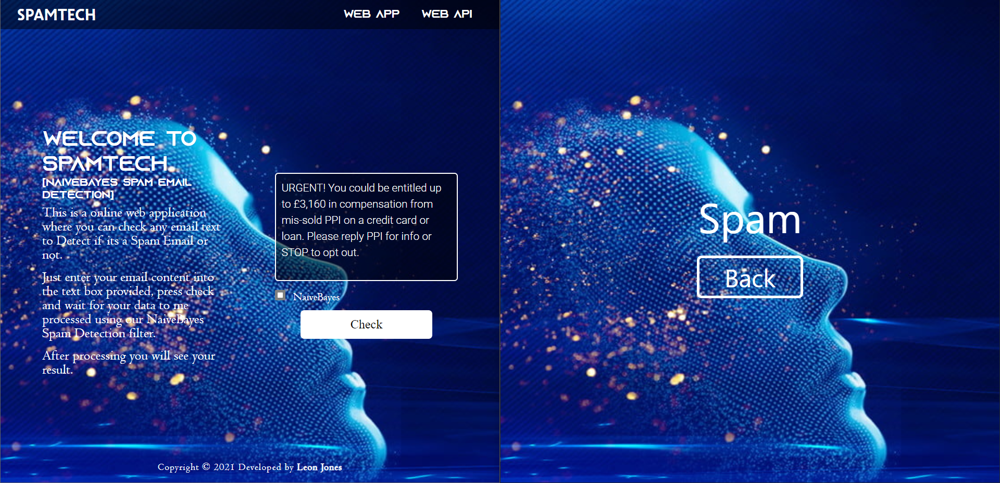 SPAMTECH
WEB APP
WEB API
WELCOME TO
SPAMTECH
[NAIVEBAYES SPAM EMAIL
DETECTION]
This is a online web application
where you can check any email text
to Detect if its a Spam Email or
not.
Just enter your email content into
the text box provided, press check
and wait for your data to me
processed using our NaiveBayes
Spam Detection filter.
After processing you will see your
result.
URGENT! You could be entitled up
to £3,160 in compensation from
mis-sold PPI on a credit card or
loan. Please reply PPI for info or
STOP to opt out.
NaiveBayes
Check
Copyright © 2021 Developed by Leon Jones
Spam
Back